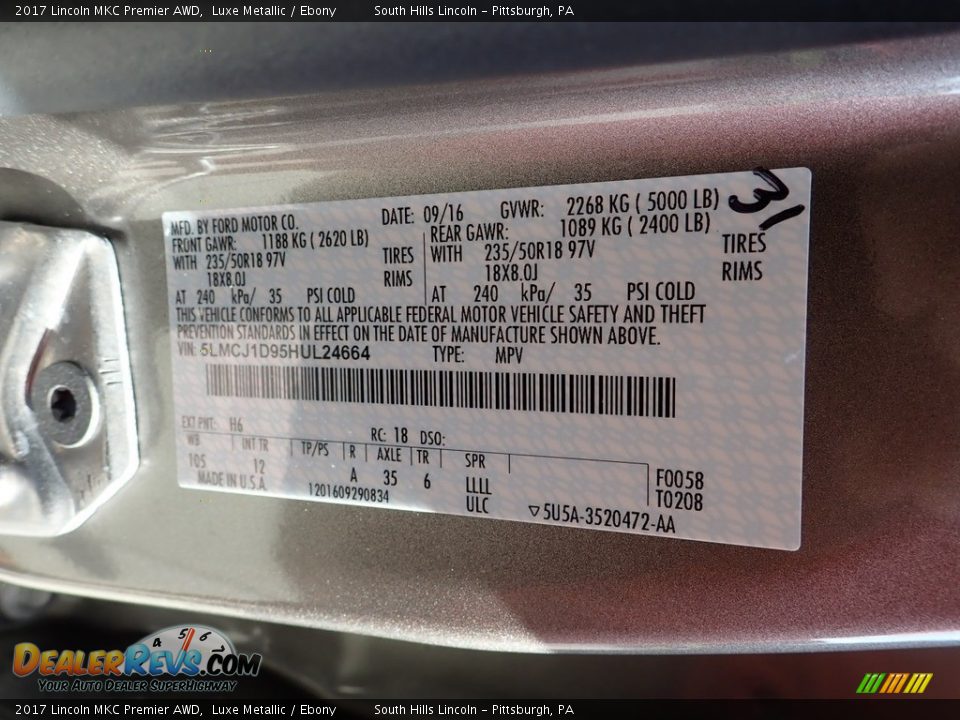 2017 Lincoln MKC Premier AWD, Luxe Metallic / Ebony South Hills Lincoln - Pittsburgh, PA
31
MFD. BY FORD MOTOR CO. DATE: 09/16 GVWR: 2268 KG ( 5000 LB)
FRONT GAWR: 1188 KG ( 2620 LB) REAR GAWR: 1089 KG ( 2400 LB)
WITH 235/50R18 97V TIRES WITH 235/50R18 97V TIRES
18X8.0J RIMS 18X8.0J RIMS
AT 240 kPa/ 35 PSI COLD AT 240 kPa/ 35 PSI COLD
THIS VEHICLE CONFORMS TO ALL APPLICABLE FEDERAL MOTOR VEHICLE SAFETY AND THEFT
PREVENTION STANDARDS IN EFFECT ON THE DATE OF MANUFACTURE SHOWN ABOVE.
VIN: 5LMCJ1D95HUL24664 TYPE: MPV
EXT PNT: H6 RC: 18 DSO:
WB INT TR TP/PS R AXLE TR SPR
105 12 A 35 6 LLLL F0058
MADE IN U.S.A. 1201609290834 ULC T0208
▽5U5A-3520472-AA
4 5 6
DealerRevs.com
Your Auto Dealer SuperHighway
2017 Lincoln MKC Premier AWD, Luxe Metallic / Ebony South Hills Lincoln - Pittsburgh, PA